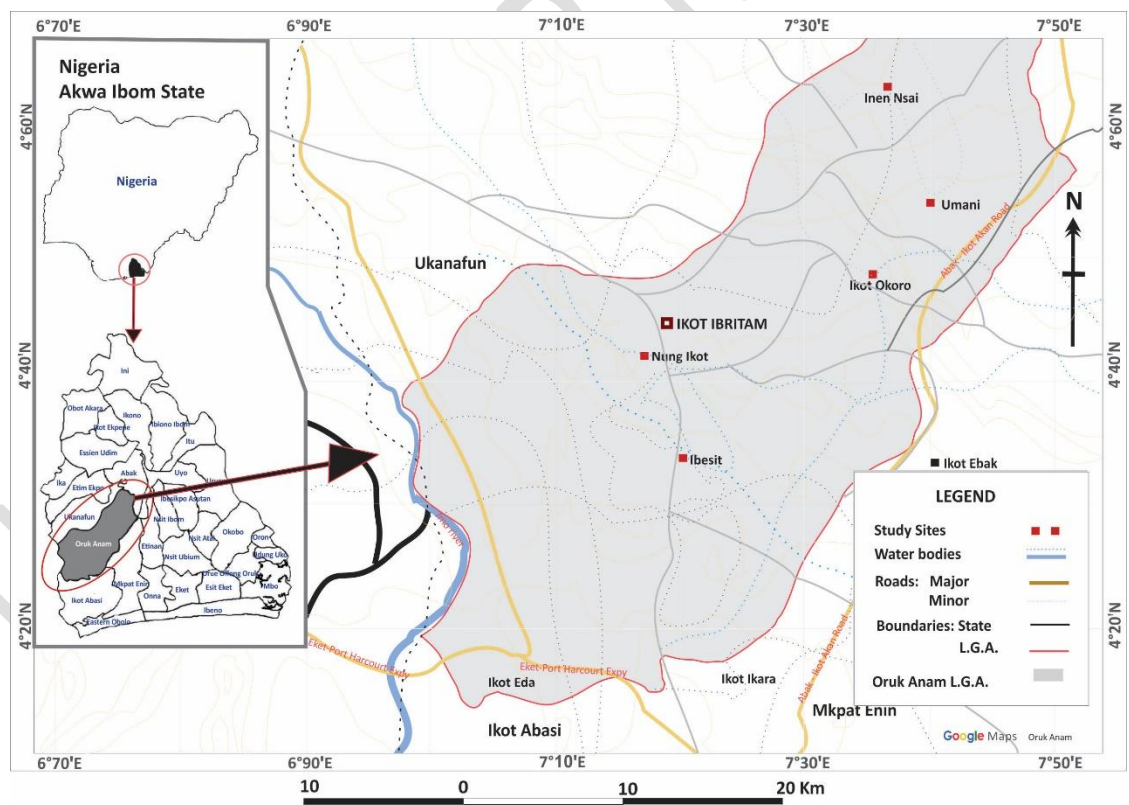 6°70'E
6°90'E
7°10'E
7°30'E
7°50'E
Nigeria
Akwa Ibom State
Nigeria
4°60'E
4°60'E
Inen Nsai
Umani
N
Abak - Ikot Akan Road
Ukanafun
Ikot Okoro
IKOT IBRITAM
Nung Ikot
4°40'E
4°40'E
Ini
Obot Akara
Ikono
Ikot Ekpene
Ibiono Ibom
Itu
Essien Udim
Abak
Uyo
Ika
Etim Ekpo
Ibesikpo Asutan
Ukanafun
Nsit Ibom
Oruk Anam
Nsit Atai
Okobo
Oron
Etinan
Nsit Ubium
Udung Uko
Mkpat Enin
Urue Offong Oruk
Ikot Abasi
Onna
Eket
Esit Eket
Mbo
Ibeno
Eastern Obolo
Ibesit
Ikot Ebak
River
LEGEND
Study Sites
Water bodies
Roads: Major
Minor
Boundaries: State
L.G.A.
Oruk Anam L.G.A.
4°20'E
4°20'E
Eket-Port Harcourt Expy
Eket-Port Harcourt Expy
Abak - Ikot Akan Road
Ikot Eda
Ikot Ikara
Mkpat Enin
Ikot Abasi
Google Maps Oruk Anam
6°70'E
6°90'E
7°10'E
7°30'E
7°50'E
10 0 10 20 Km